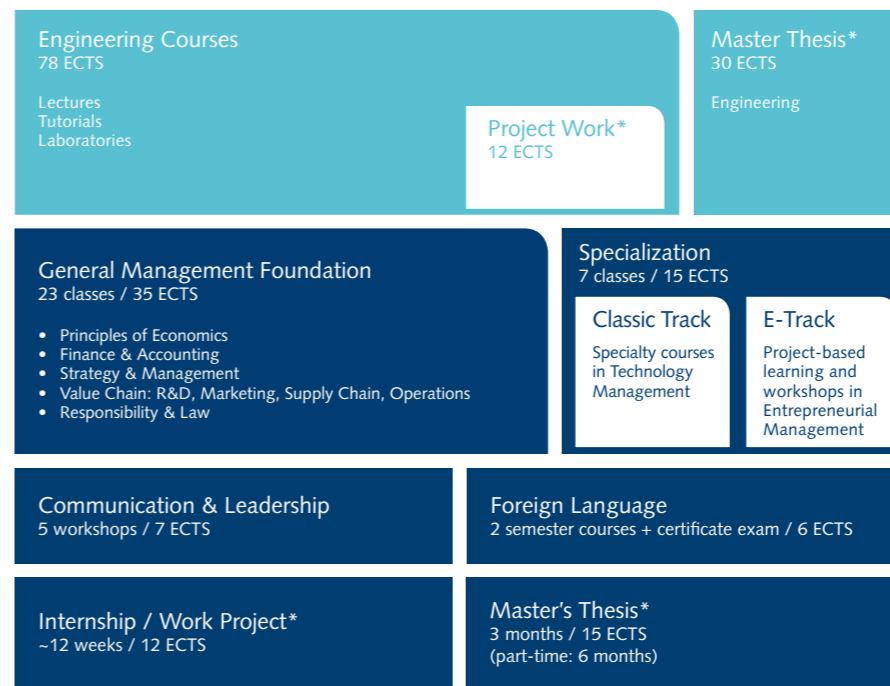 Engineering Courses
78 ECTS
Lectures
Tutorials
Laboratories
Project Work*
12 ECTS
Master Thesis*
30 ECTS
Engineering
General Management Foundation
23 classes / 35 ECTS
• Principles of Economics
• Finance & Accounting
• Strategy & Management
• Value Chain: R&D, Marketing, Supply Chain, Operations
• Responsibility & Law
Specialization
7 classes / 15 ECTS
Classic Track
Specialty courses
in Technology
Management
E-Track
Project-based
learning and
workshops in
Entrepreneurial
Management
Communication & Leadership
5 workshops / 7 ECTS
Foreign Language
2 semester courses + certificate exam / 6 ECTS
Internship / Work Project*
~12 weeks / 12 ECTS
Master's Thesis*
3 months / 15 ECTS
(part-time: 6 months)